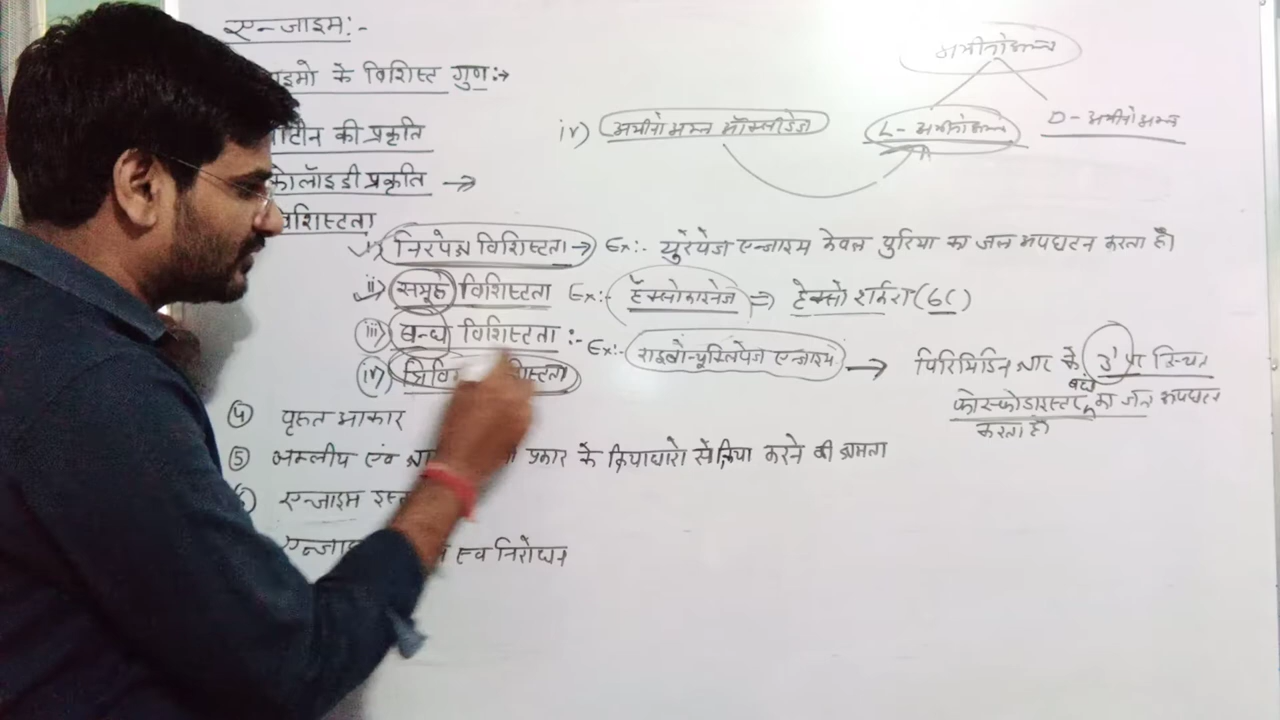 एन्जाइम:-
इमो के विशिस्ट गुण:→
टीन की प्रकृति
कोलॉइडी प्रकृति →
विशिस्टता
i) निरपेक्ष विशिस्टता → Ex:- युरेपेज एन्जाइम केवल युरिया का जल अपघटन करता है।
ii) समूह विशिस्टता Ex:- हेक्सोकाइनेज ⇒ हेक्सो शर्करा (6C)
iii) बन्ध विशिस्टता :- Ex:- राइबोन्यूक्लिपेज एन्जाइम → पिरिमिडिन क्षार के 3' पर स्थित
फोस्फोडाइस्टर बंध का जल अपघटन
करता है।
iv) त्रिवि
④ वृहत आकार
⑤ अम्लीय एवं प्रकार के क्रियाधारो से क्रिया करने की क्षमता
⑥ एन्जाइम
एन्जा एवं निरोधन
iv) अमीनो अम्ल ऑक्सीडेज
अमीनो अम्ल
L- अमीनो अम्ल D- अमीनो अम्ल